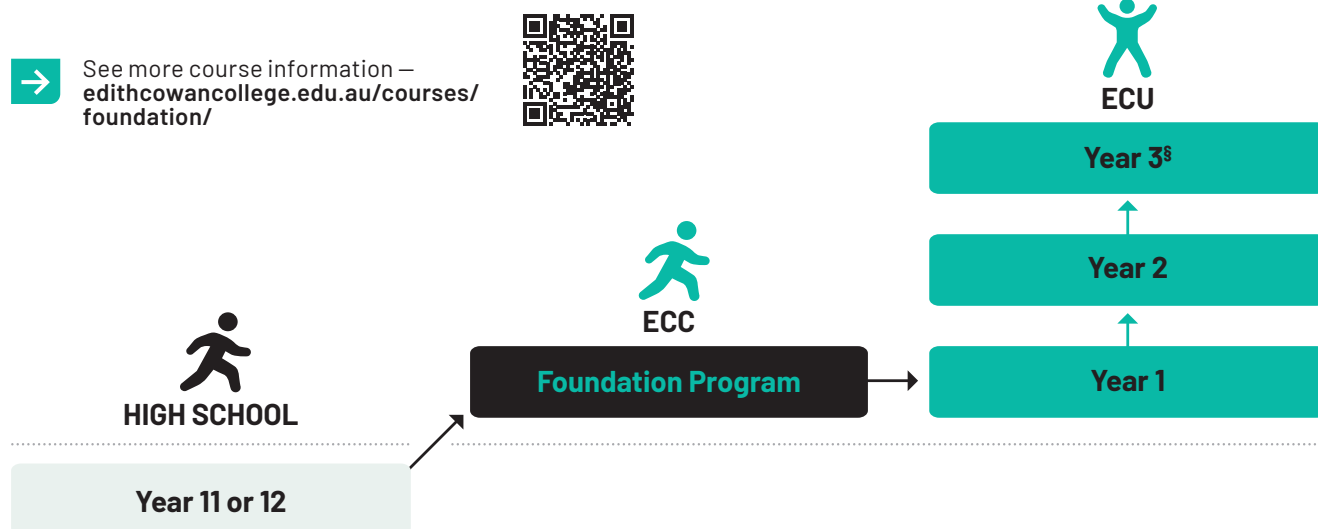 See more course information —
edithcowancollege.edu.au/courses/
foundation/
ECU
Year 3§
Year 2
ECC
Foundation Program
Year 1
HIGH SCHOOL
Year 11 or 12